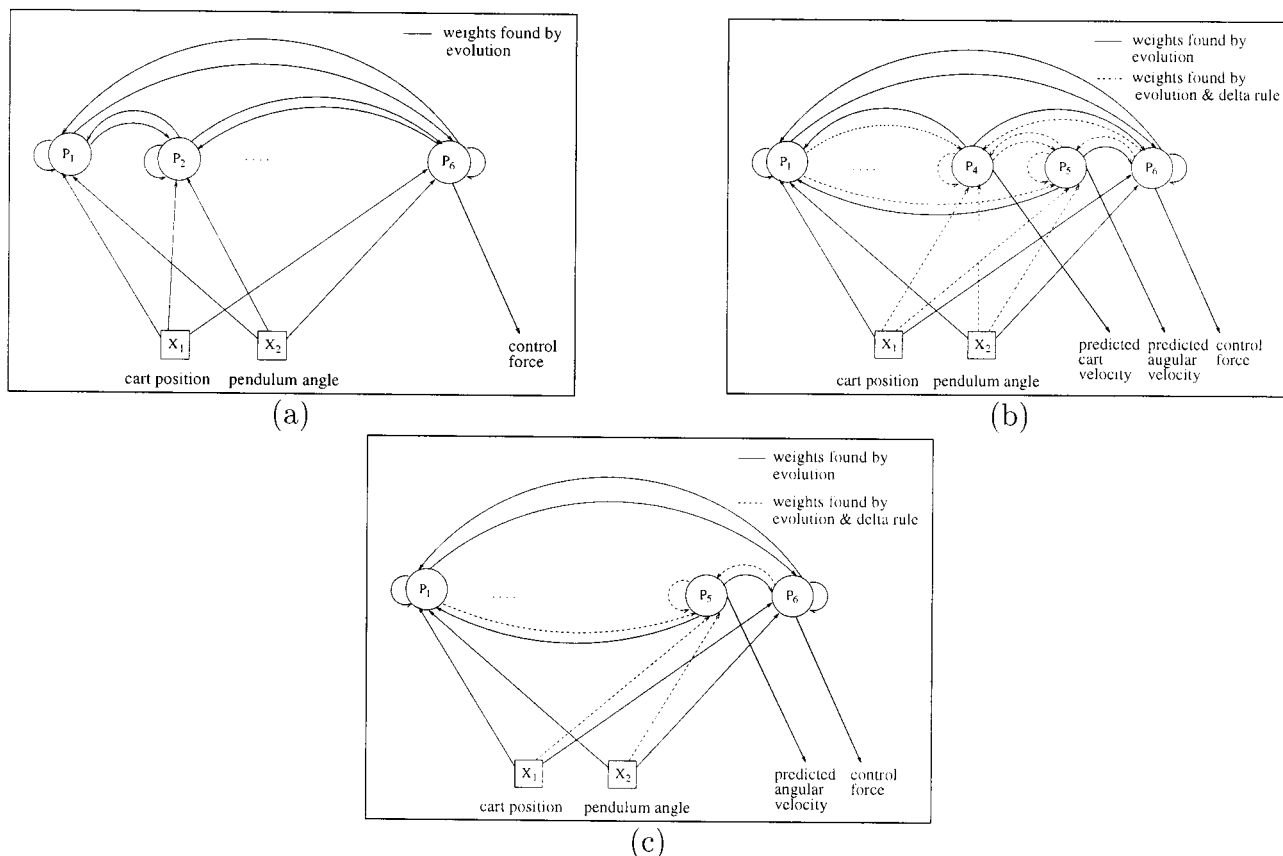 weights found by
evolution
P1
P2
. . . .
P6
X1
X2
cart position
pendulum angle
control
force
(a)
weights found by
evolution
weights found by
evolution & delta rule
P1
. . . .
P4
P5
P6
X1
X2
cart position
pendulum angle
predicted
cart
velocity
predicted
augular
velocity
control
force
(b)
weights found by
evolution
weights found by
evolution & delta rule
P1
. . . .
P5
P6
X1
X2
cart position
pendulum angle
predicted
angular
velocity
control
force
(c)